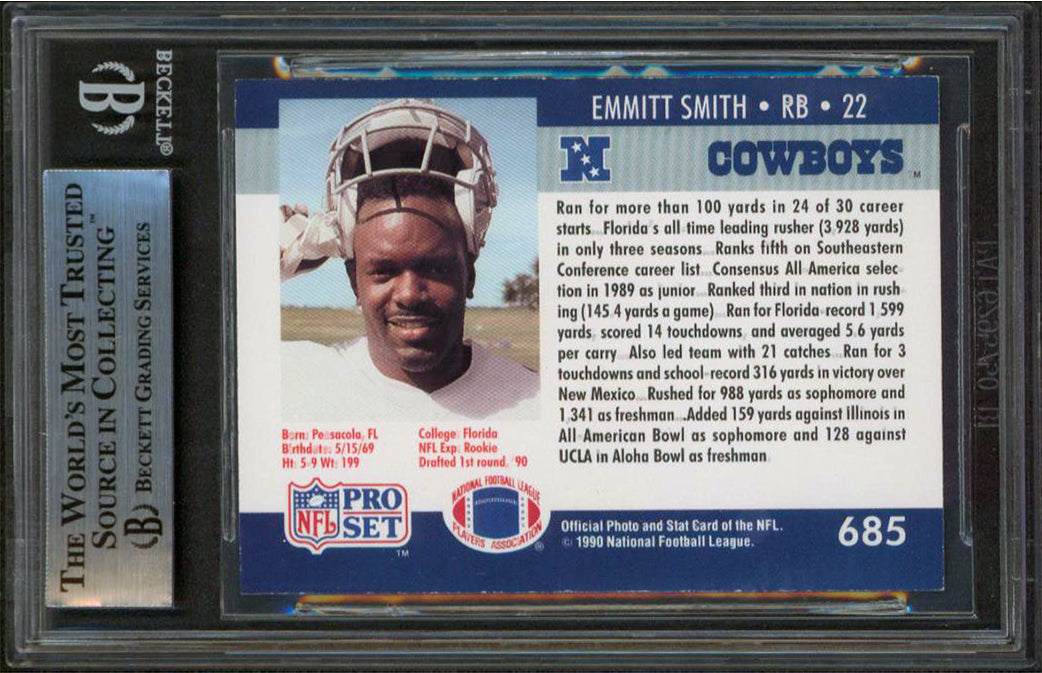 BECKETT®
B
THE WORLD'S MOST TRUSTED
SOURCE IN COLLECTING™
B BECKETT GRADING SERVICES
EMMITT SMITH • RB • 22
N COWBOYS™
Ran for more than 100 yards in 24 of 30 career
starts...Florida's all-time leading rusher (3,928 yards)
in only three seasons...Ranks fifth on Southeastern
Conference career list...Consensus All-America selec-
tion in 1989 as junior...Ranked third in nation in rush-
ing (145.4 yards a game)...Ran for Florida-record 1,599
yards, scored 14 touchdowns, and averaged 5.6 yards
per carry...Also led team with 21 catches...Ran for 3
touchdowns and school-record 316 yards in victory over
New Mexico...Rushed for 988 yards as sophomore and
1,341 as freshman...Added 159 yards against Illinois in
All-American Bowl as sophomore and 128 against
UCLA in Aloha Bowl as freshman.
Born: Pensacola, FL
Birthdate: 5/15/69
Ht: 5-9 Wt: 199
College: Florida
NFL Exp: Rookie
Drafted 1st round, '90
NFL PRO SET™
NATIONAL FOOTBALL LEAGUE
PLAYERS ASSOCIATION®
Official Photo and Stat Card of the NFL.
© 1990 National Football League.
685